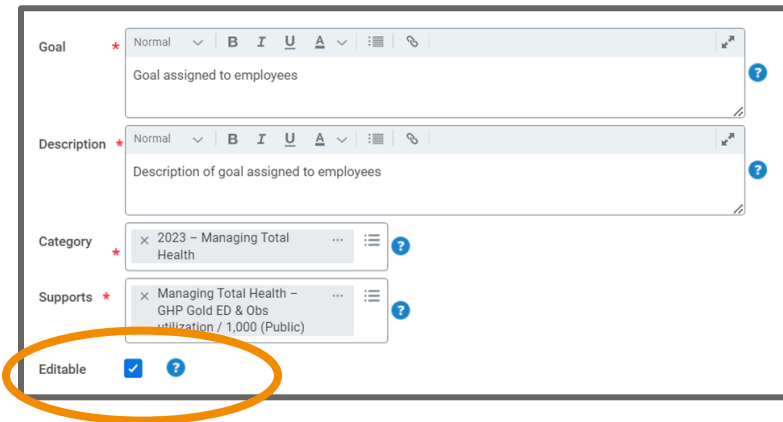 Goal *
Normal B I U A
Goal assigned to employees
?
Description *
Normal B I U A
Description of goal assigned to employees
?
Category *
× 2023 – Managing Total ...
Health
?
Supports *
× Managing Total Health – ...
GHP Gold ED & Obs
utilization / 1,000 (Public)
?
Editable ?